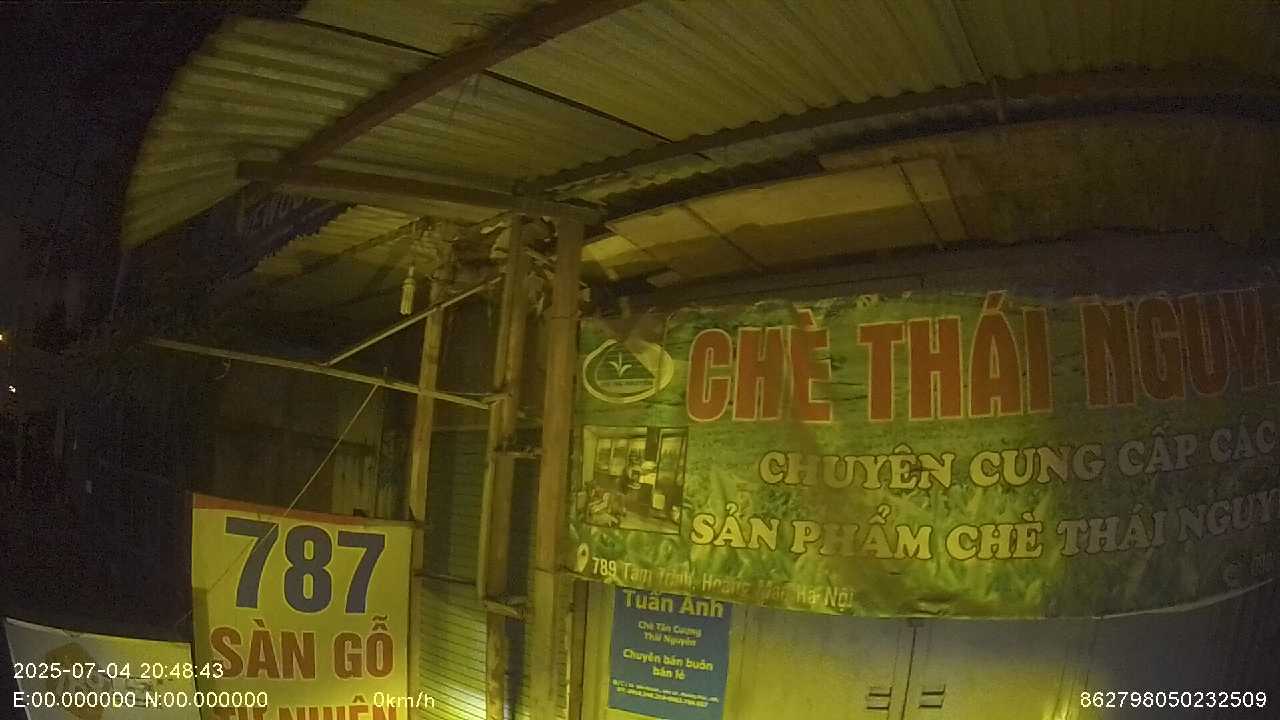 CHÈ THÁI NGUY
CHUYÊN CUNG CẤP CÁC
SẢN PHẨM CHÈ THÁI NGUY
789 Tam Trinh, Hoàng Mai, Hà Nội
Tuấn Anh
Chè Tân Cương
Thái Nguyên
Chuyên bán buôn
bán lẻ
787
SÀN GỖ
TỰ NHIÊN
2025-07-04 20:48:43
E:00.000000 N:00.000000
0km/h
862798050232509